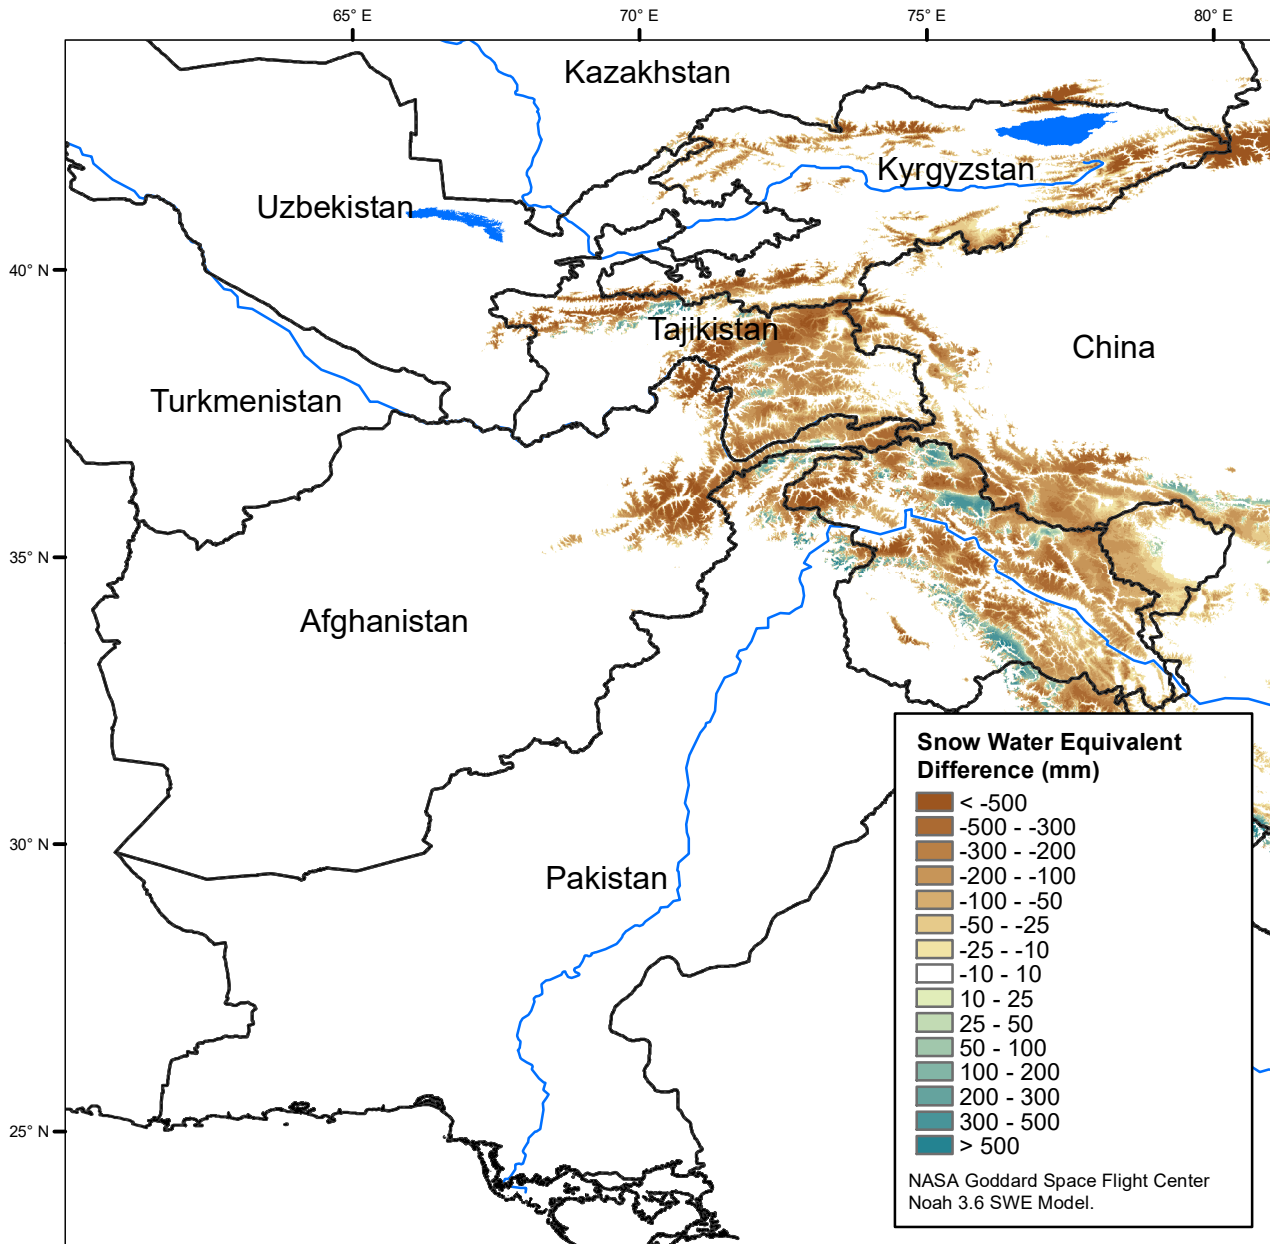 65° E
70° E
75° E
80° E
Kazakhstan
Kyrgyzstan
Uzbekistan
40° N
Tajikistan
China
Turkmenistan
35° N
Afghanistan
30° N
Pakistan
25° N
Snow Water Equivalent
Difference (mm)
< -500
-500 - -300
-300 - -200
-200 - -100
-100 - -50
-50 - -25
-25 - -10
-10 - 10
10 - 25
25 - 50
50 - 100
100 - 200
200 - 300
300 - 500
> 500
NASA Goddard Space Flight Center
Noah 3.6 SWE Model.